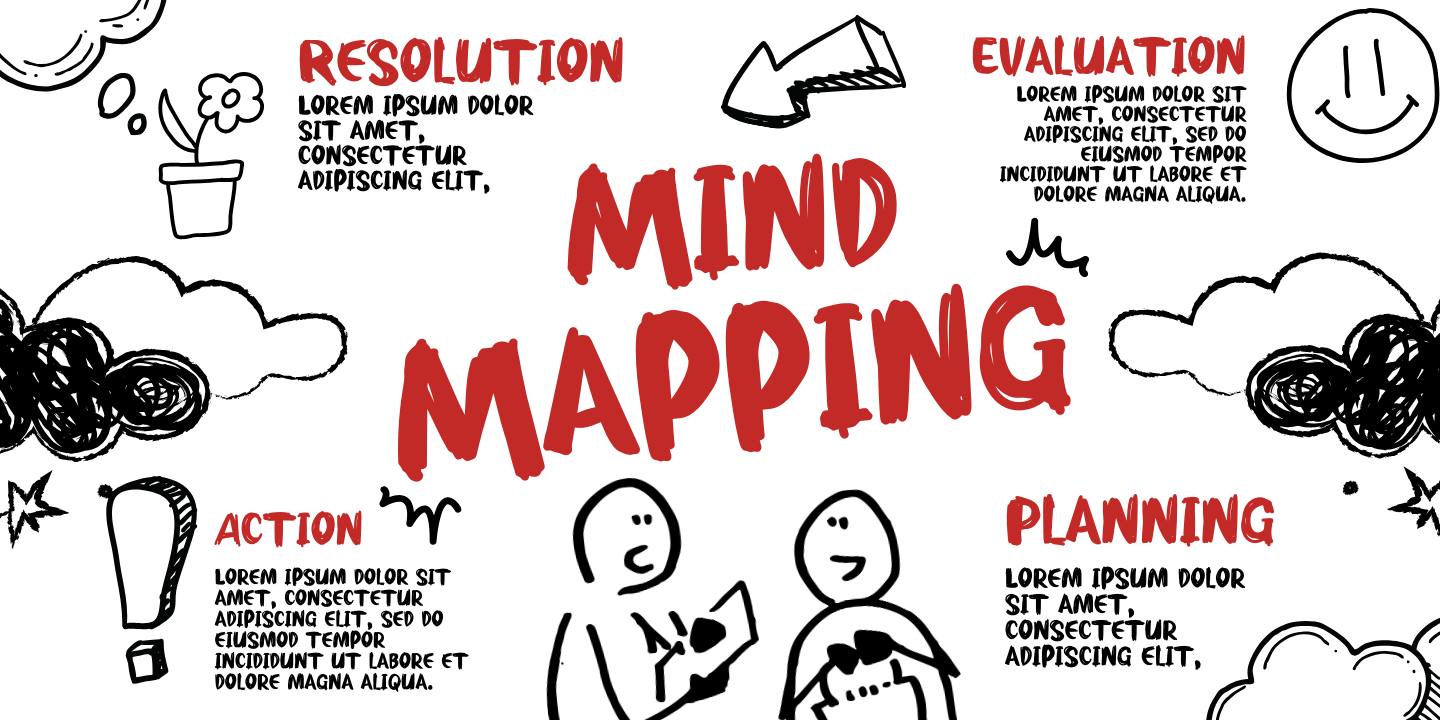 RESOLUTION
LOREM IPSUM DOLOR
SIT AMET,
CONSECTETUR
ADIPISCING ELIT,
EVALUATION
LOREM IPSUM DOLOR SIT
AMET, CONSECTETUR
ADIPISCING ELIT, SED DO
EIUSMOD TEMPOR
INCIDIDUNT UT LABORE ET
DOLORE MAGNA ALIQUA.
MIND
MAPPING
ACTION
LOREM IPSUM DOLOR SIT
AMET, CONSECTETUR
ADIPISCING ELIT, SED DO
EIUSMOD TEMPOR
INCIDIDUNT UT LABORE ET
DOLORE MAGNA ALIQUA.
PLANNING
LOREM IPSUM DOLOR
SIT AMET,
CONSECTETUR
ADIPISCING ELIT,